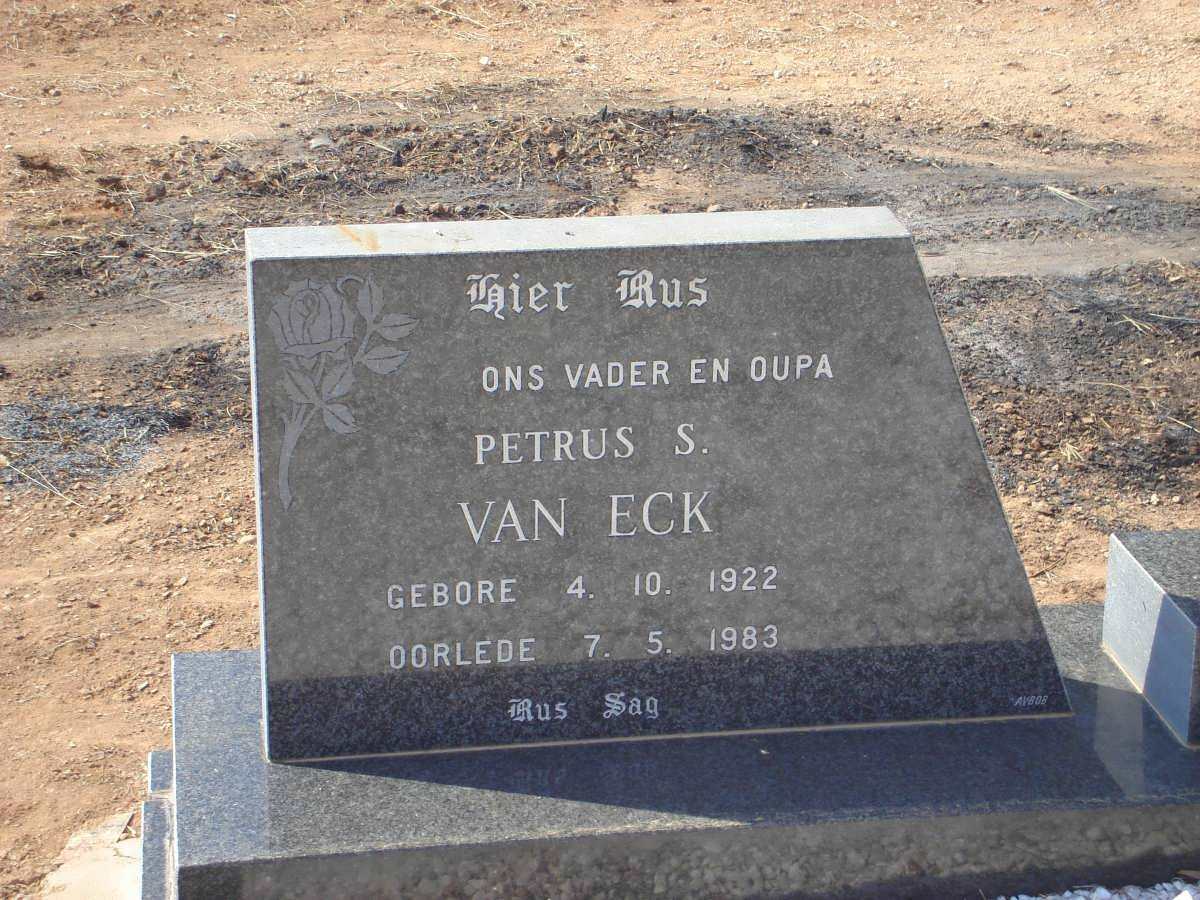 Hier Rus
ONS VADER EN OUPA
PETRUS S.
VAN ECK
GEBORE 4. 10. 1922
OORLEDE 7. 5. 1983
Rus Sag
AVBOB